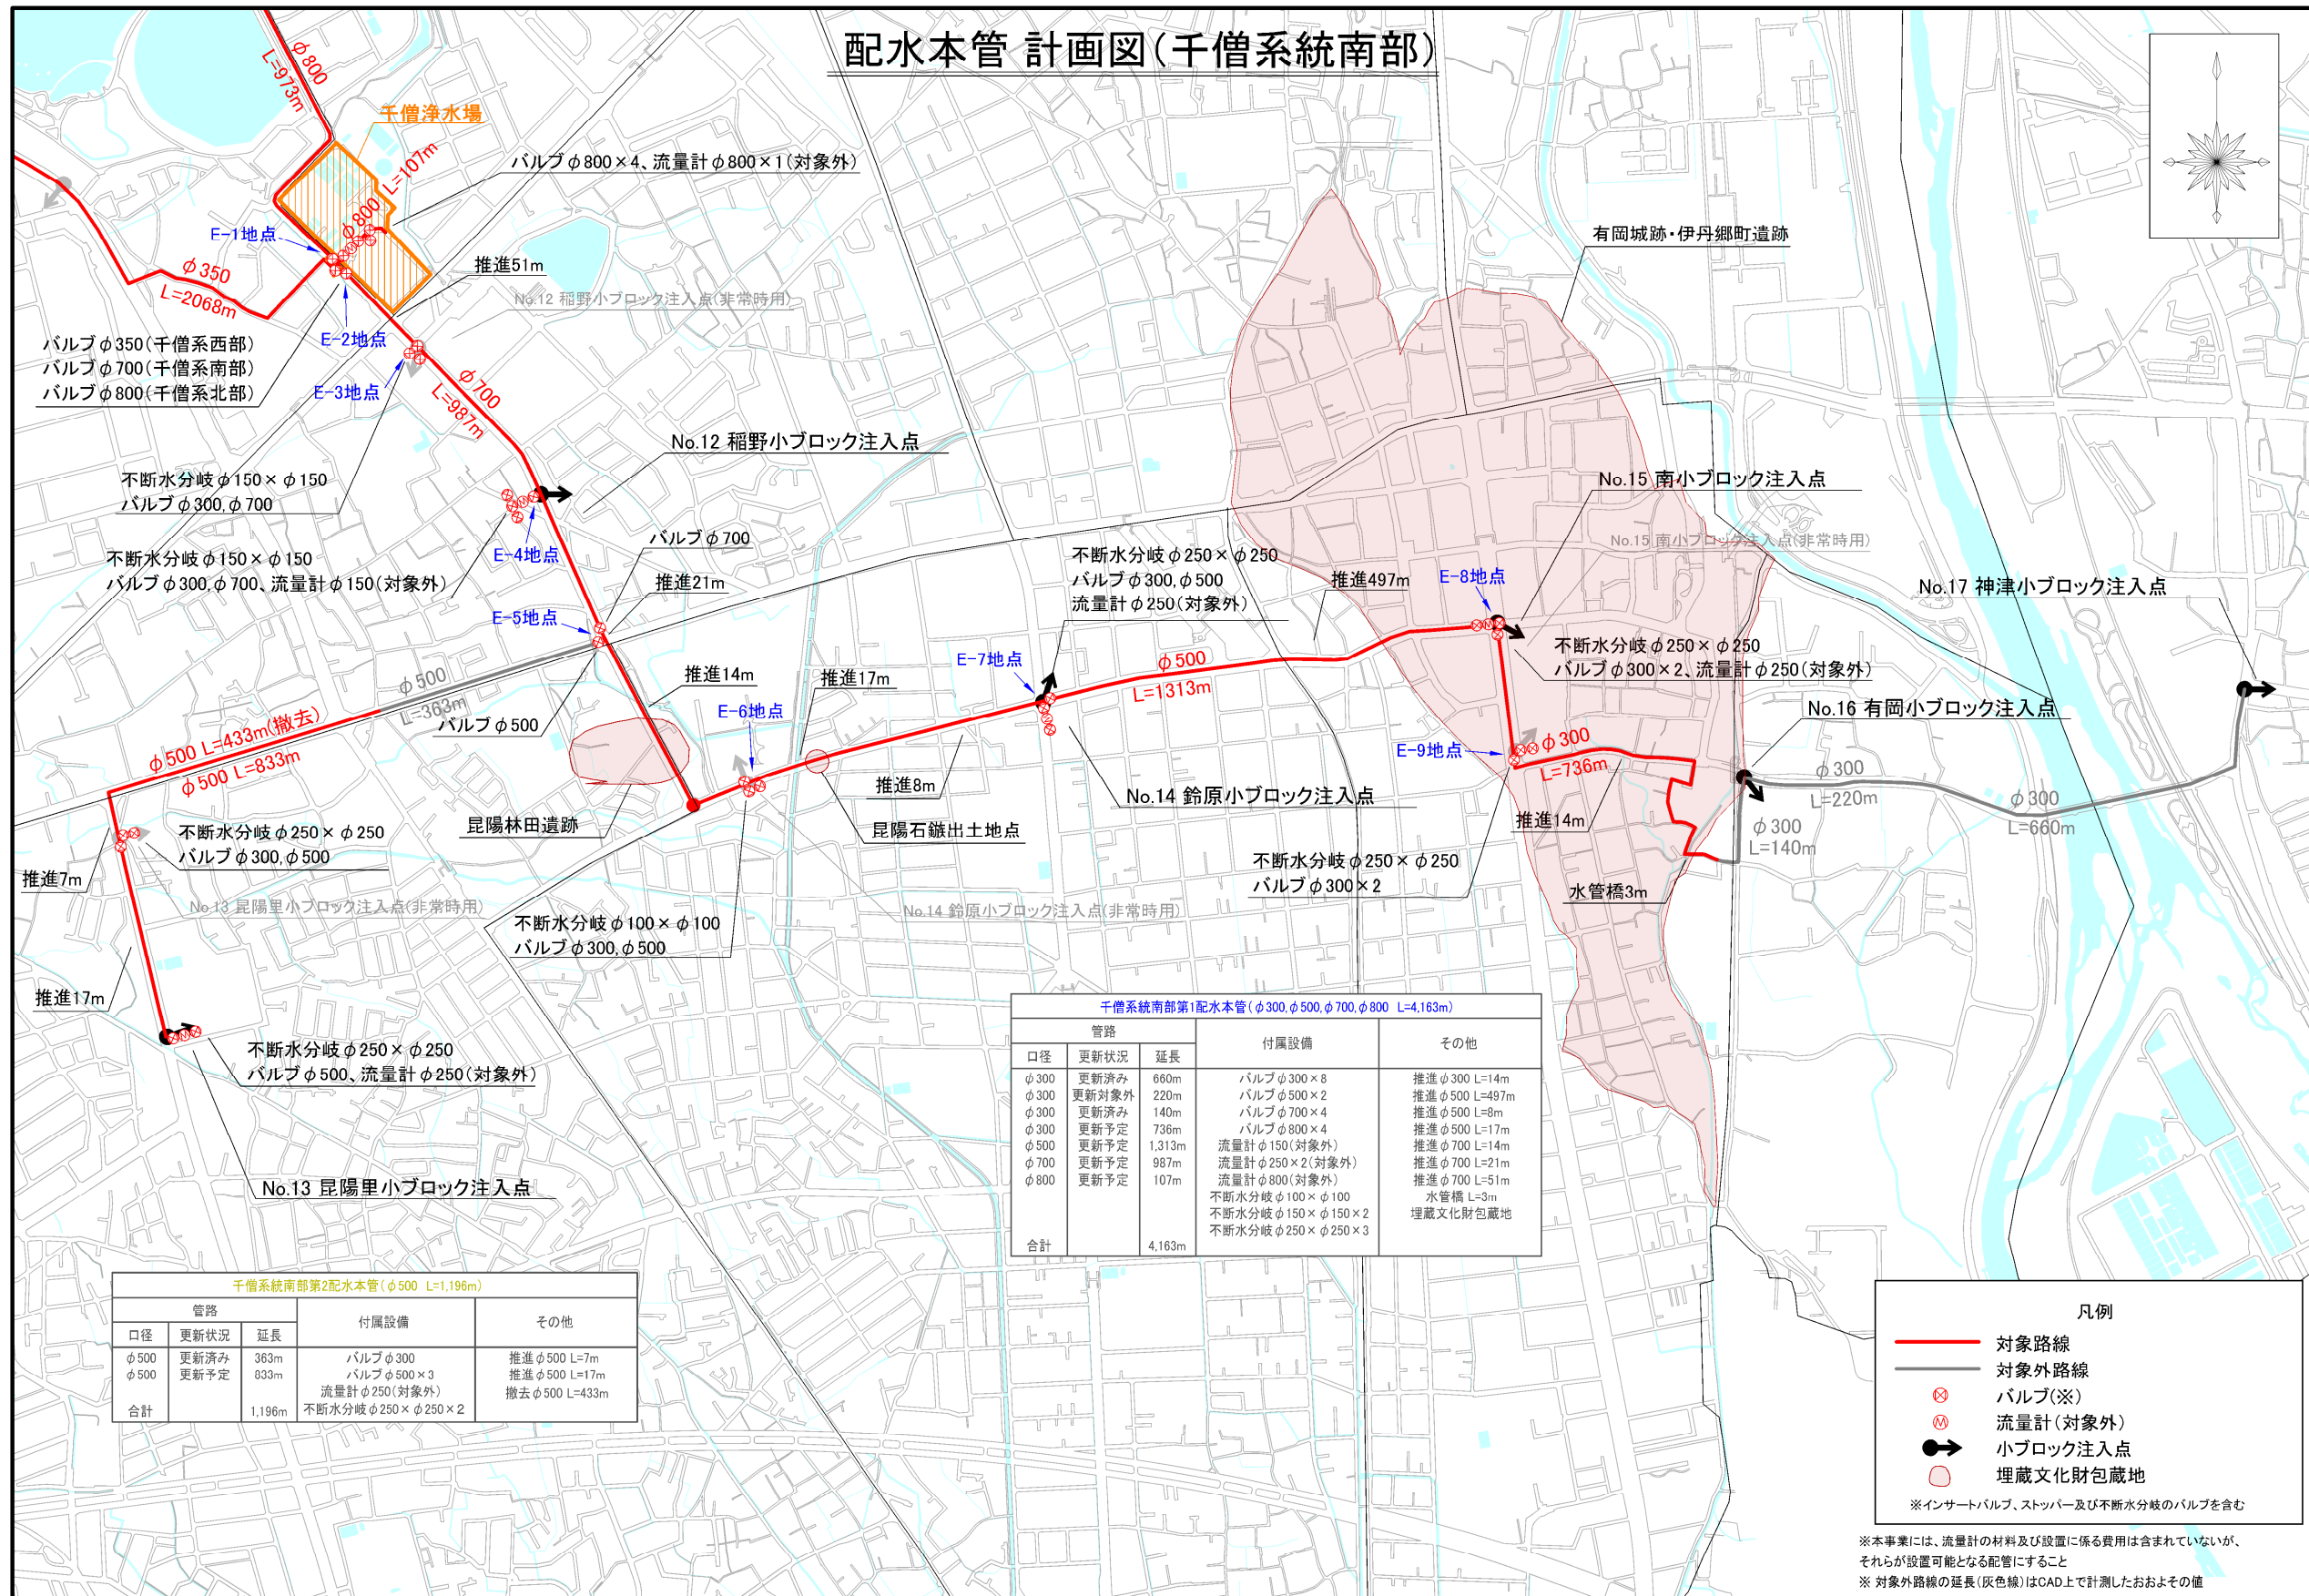 配水本管 計画図(千僧系統南部)
φ800
L=973m
千僧浄水場
L=107m
φ800
バルブφ800×4、流量計φ800×1(対象外)
E-1地点
推進51m
φ350
L=2068m
No.12 稲野小ブロック注入点(非常時用)
E-2地点
バルブφ350(千僧系西部)
バルブφ700(千僧系南部)
バルブφ800(千僧系北部)
E-3地点
φ700
L=987m
有岡城跡・伊丹郷町遺跡
No.12 稲野小ブロック注入点
不断水分岐φ150×φ150
バルブφ300,φ700
No.15 南小ブロック注入点
No.15 南小ブロック注入点(非常時用)
E-4地点
バルブφ700
不断水分岐φ150×φ150
バルブφ300,φ700、流量計φ150(対象外)
推進21m
不断水分岐φ250×φ250
バルブφ300,φ500
流量計φ250(対象外)
推進497m
E-8地点
No.17 神津小ブロック注入点
E-5地点
不断水分岐φ250×φ250
バルブφ300×2、流量計φ250(対象外)
E-7地点
φ500
L=1313m
推進14m
推進17m
φ500
L=363m
バルブφ500
E-6地点
No.16 有岡小ブロック注入点
φ500 L=433m(撤去)
φ500 L=833m
E-9地点
φ300
L=736m
φ300
L=220m
φ300
L=660m
推進8m
No.14 鈴原小ブロック注入点
昆陽林田遺跡
昆陽石鏃出土地点
推進14m
φ300
L=140m
不断水分岐φ250×φ250
バルブφ300,φ500
推進7m
不断水分岐φ250×φ250
バルブφ300×2
水管橋3m
No.13 昆陽里小ブロック注入点(非常時用)
No.14 鈴原小ブロック注入点(非常時用)
不断水分岐φ100×φ100
バルブφ300,φ500
推進17m
不断水分岐φ250×φ250
バルブφ500、流量計φ250(対象外)
No.13 昆陽里小ブロック注入点
千僧系統南部第1配水本管(φ300,φ500,φ700,φ800 L=4,163m)
管路 付属設備 その他
口径 更新状況 延長
φ300 更新済み 660m バルブφ300×8 推進φ300 L=14m
φ300 更新対象外 220m バルブφ500×2 推進φ500 L=497m
φ300 更新済み 140m バルブφ700×4 推進φ500 L=8m
φ300 更新予定 736m バルブφ800×4 推進φ500 L=17m
φ500 更新予定 1,313m 流量計φ150(対象外) 推進φ700 L=14m
φ700 更新予定 987m 流量計φ250×2(対象外) 推進φ700 L=21m
φ800 更新予定 107m 流量計φ800(対象外) 推進φ700 L=51m
不断水分岐φ100×φ100 水管橋 L=3m
不断水分岐φ150×φ150×2 埋蔵文化財包蔵地
不断水分岐φ250×φ250×3
合計 4,163m
千僧系統南部第2配水本管(φ500 L=1,196m)
管路 付属設備 その他
口径 更新状況 延長
φ500 更新済み 363m バルブφ300 推進φ500 L=7m
φ500 更新予定 833m バルブφ500×3 推進φ500 L=17m
流量計φ250(対象外) 撤去φ500 L=433m
合計 1,196m 不断水分岐φ250×φ250×2
凡例
対象路線
対象外路線
バルブ(※)
M 流量計(対象外)
小ブロック注入点
埋蔵文化財包蔵地
※インサートバルブ、ストッパー及び不断水分岐のバルブを含む
※本事業には、流量計の材料及び設置に係る費用は含まれていないが、
それらが設置可能となる配管にすること
※ 対象外路線の延長(灰色線)はCAD上で計測したおおよその値